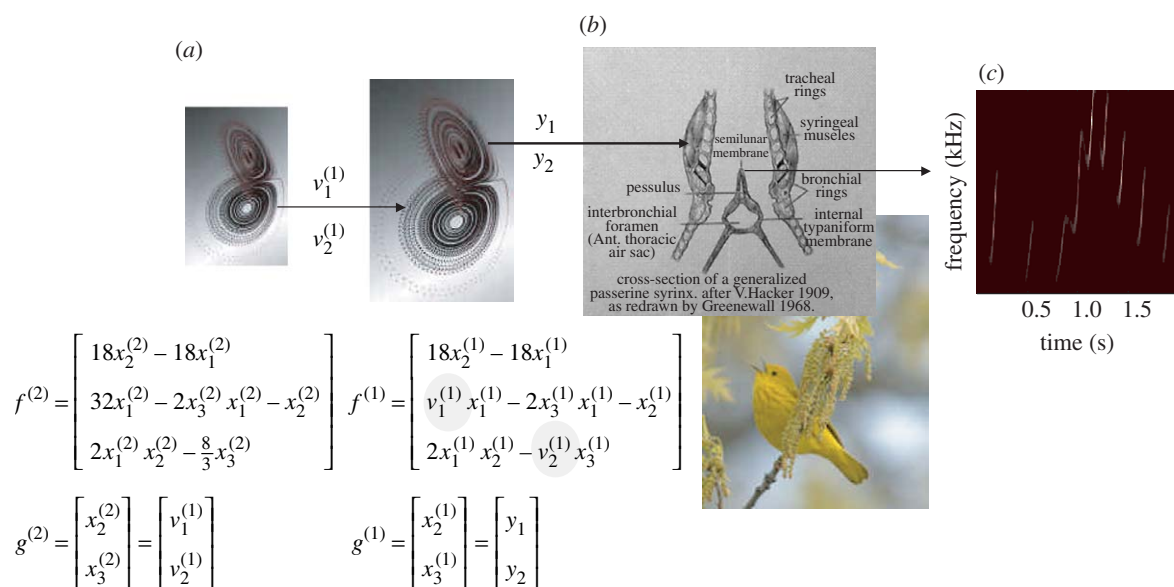 (a)
v₁⁽¹⁾
v₂⁽¹⁾
y₁
y₂
(b)
tracheal
rings
syringeal
museles
semilunar
membrane
pessulus
bronchial
rings
interbronchial
foramen
(Ant. thoracic
air sac)
internal
typaniform
membrane
cross-section of a generalized
passerine syrinx. after V.Hacker 1909,
as redrawn by Greenewall 1968.
(c)
frequency (kHz)
0.5 1.0 1.5
time (s)
f⁽²⁾ = [ 18x₂⁽²⁾ – 18x₁⁽²⁾
32x₁⁽²⁾ – 2x₃⁽²⁾ x₁⁽²⁾ – x₂⁽²⁾
2x₁⁽²⁾ x₂⁽²⁾ – 8/3 x₃⁽²⁾ ]
f⁽¹⁾ = [ 18x₂⁽¹⁾ – 18x₁⁽¹⁾
v₁⁽¹⁾ x₁⁽¹⁾ – 2x₃⁽¹⁾ x₁⁽¹⁾ – x₂⁽¹⁾
2x₁⁽¹⁾ x₂⁽¹⁾ – v₂⁽¹⁾ x₃⁽¹⁾ ]
g⁽²⁾ = [ x₂⁽²⁾ x₃⁽²⁾ ] = [ v₁⁽¹⁾ v₂⁽¹⁾ ]
g⁽¹⁾ = [ x₂⁽¹⁾ x₃⁽¹⁾ ] = [ y₁ y₂ ]